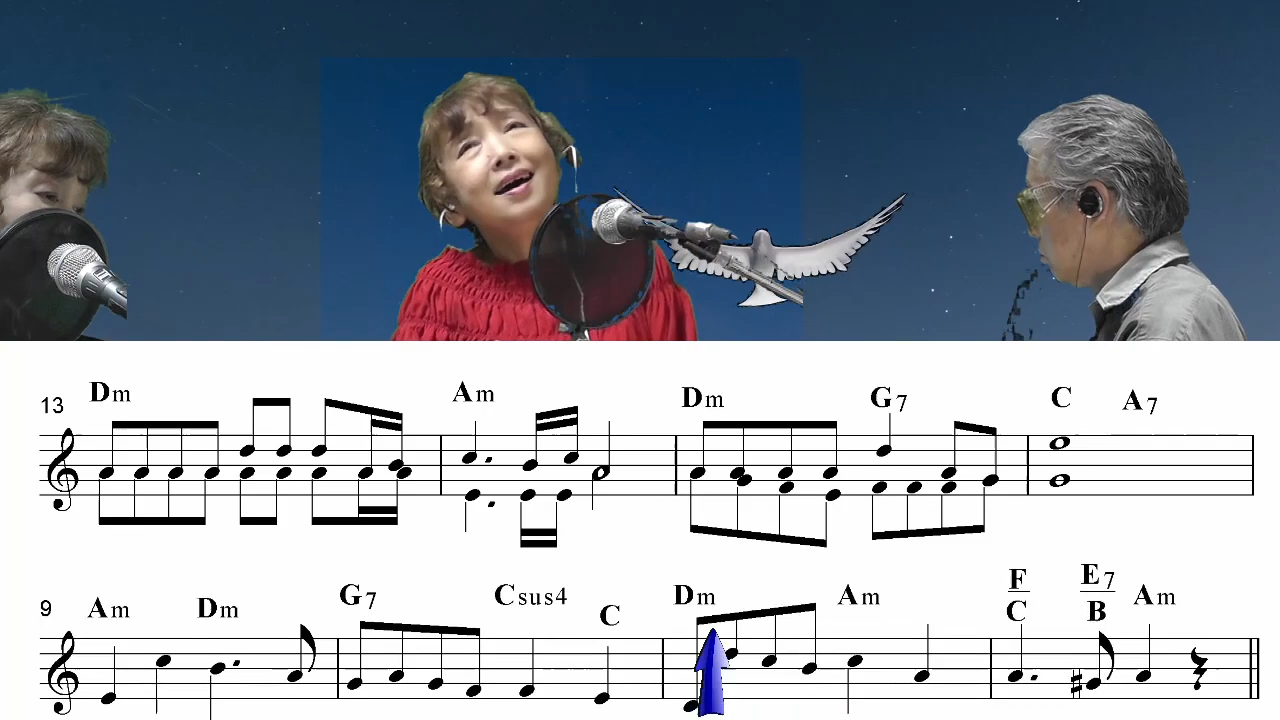 Dm Am Dm G7 C A7
13
F E7
Am Dm G7 Csus4 C Dm Am C B Am
9